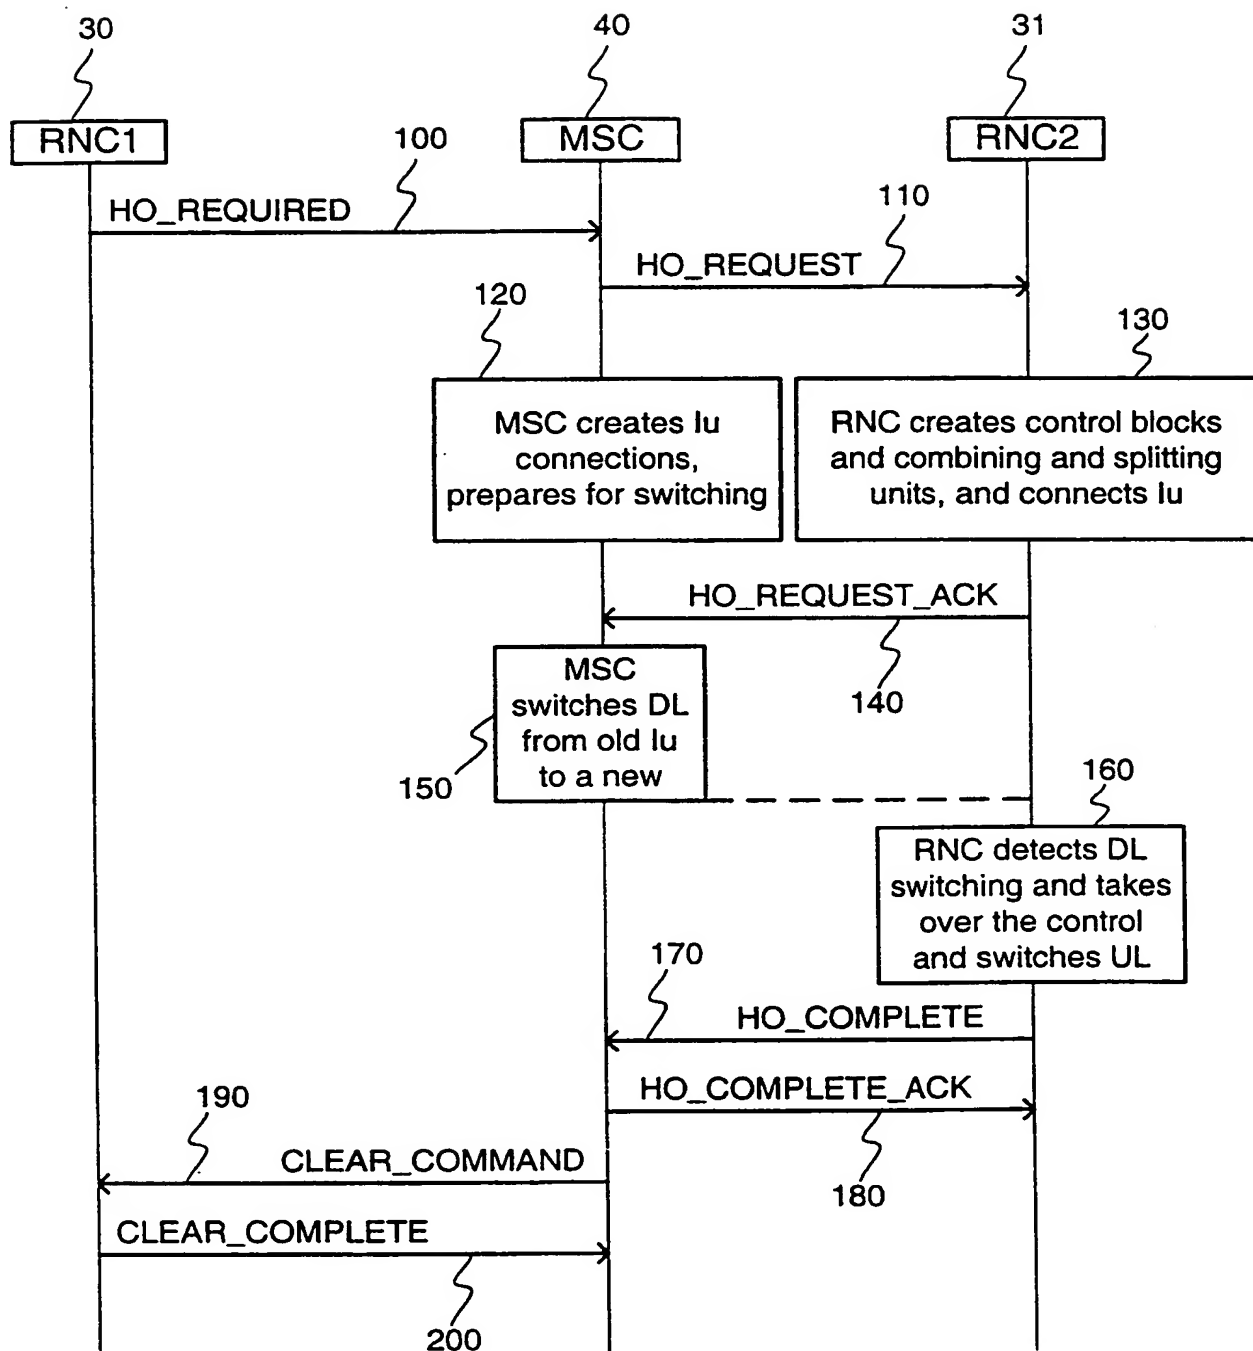 30
40
31
RNC1
MSC
RNC2
100
HO_REQUIRED
110
HO_REQUEST
120
130
MSC creates Iu
connections,
prepares for switching
RNC creates control blocks
and combining and splitting
units, and connects Iu
HO_REQUEST_ACK
140
MSC
switches DL
from old Iu
to a new
150
160
RNC detects DL
switching and takes
over the control
and switches UL
170
HO_COMPLETE
HO_COMPLETE_ACK
180
190
CLEAR_COMMAND
CLEAR_COMPLETE
200